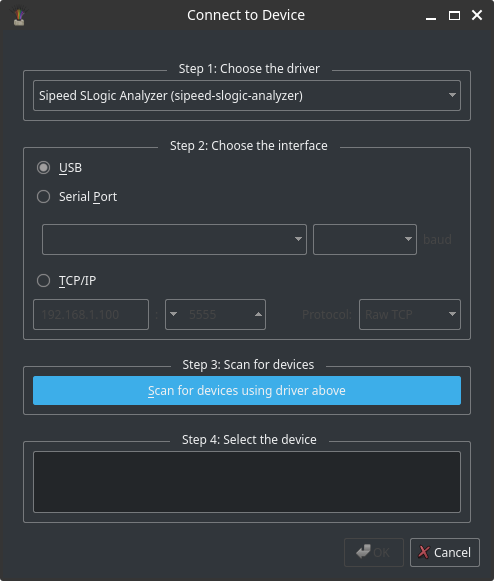 Connect to Device
Step 1: Choose the driver
Sipeed SLogic Analyzer (sipeed-slogic-analyzer)
Step 2: Choose the interface
USB
Serial Port
baud
TCP/IP
192.168.1.100 : 5555 Protocol: Raw TCP
Step 3: Scan for devices
Scan for devices using driver above
Step 4: Select the device
OK Cancel